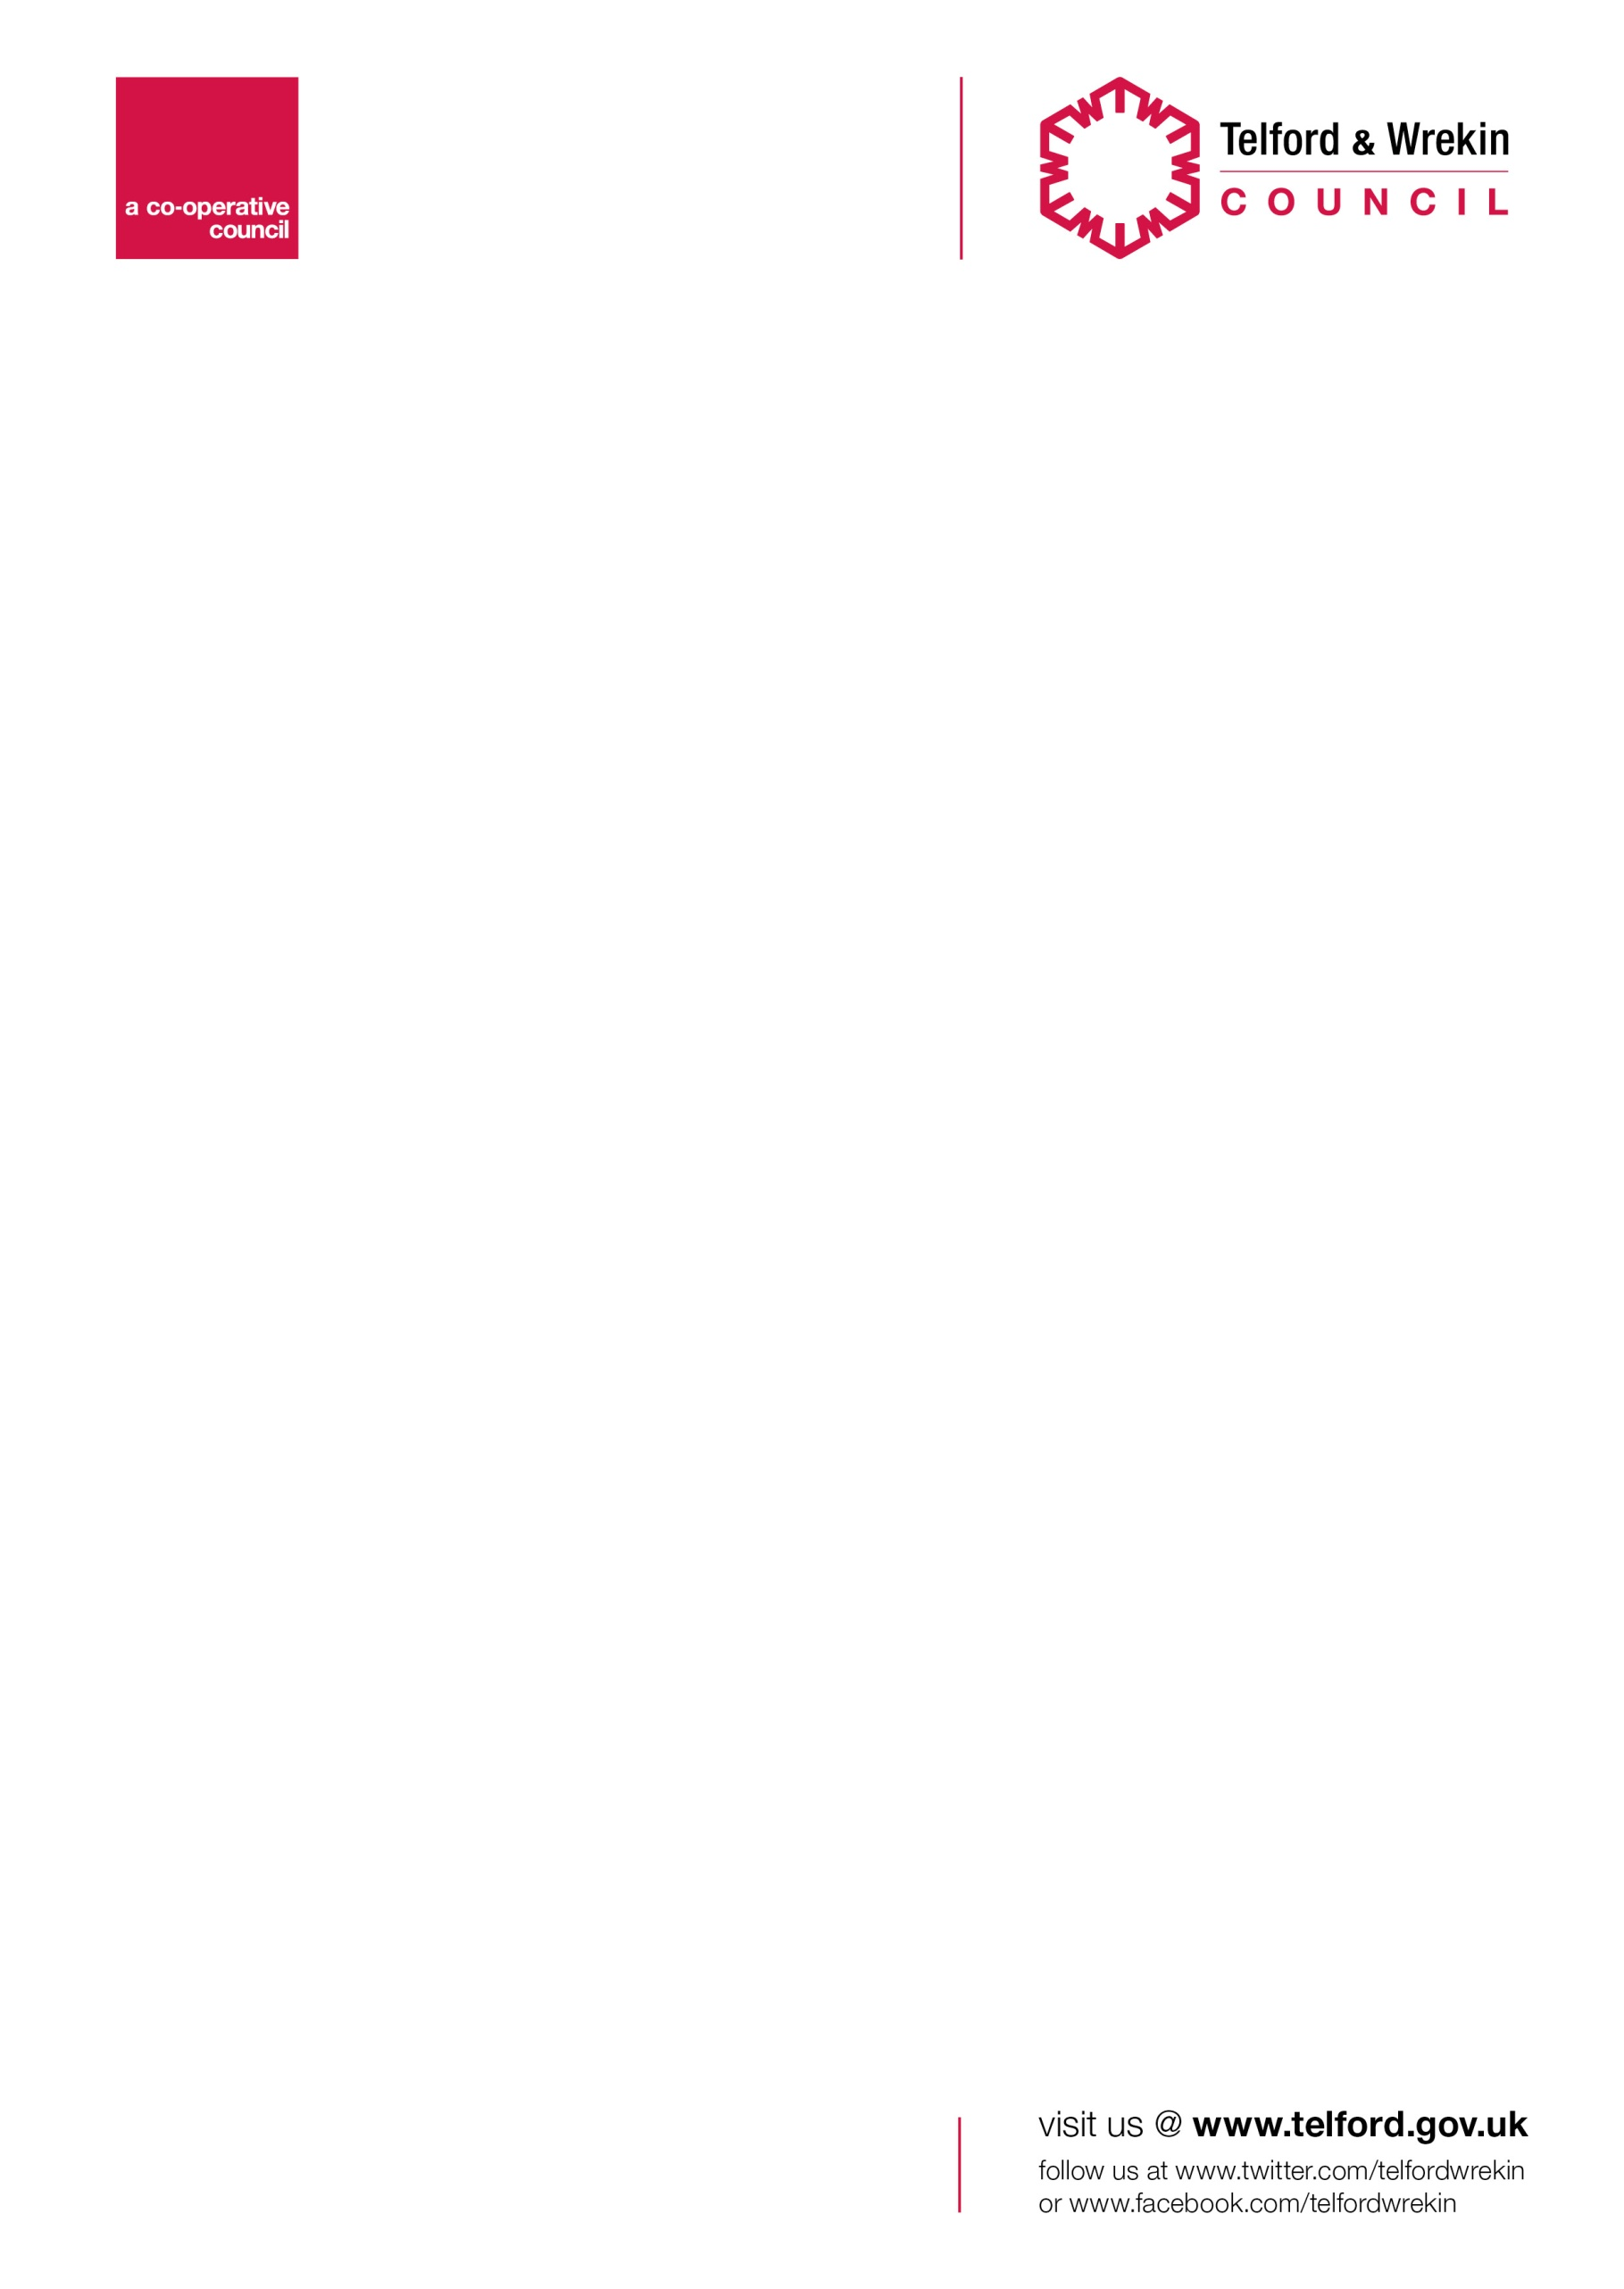 a co-operative
council
Telford & Wrekin
COUNCIL
visit us @ www.telford.gov.uk
follow us at www.twitter.com/telfordwrekin
or www.facebook.com/telfordwrekin